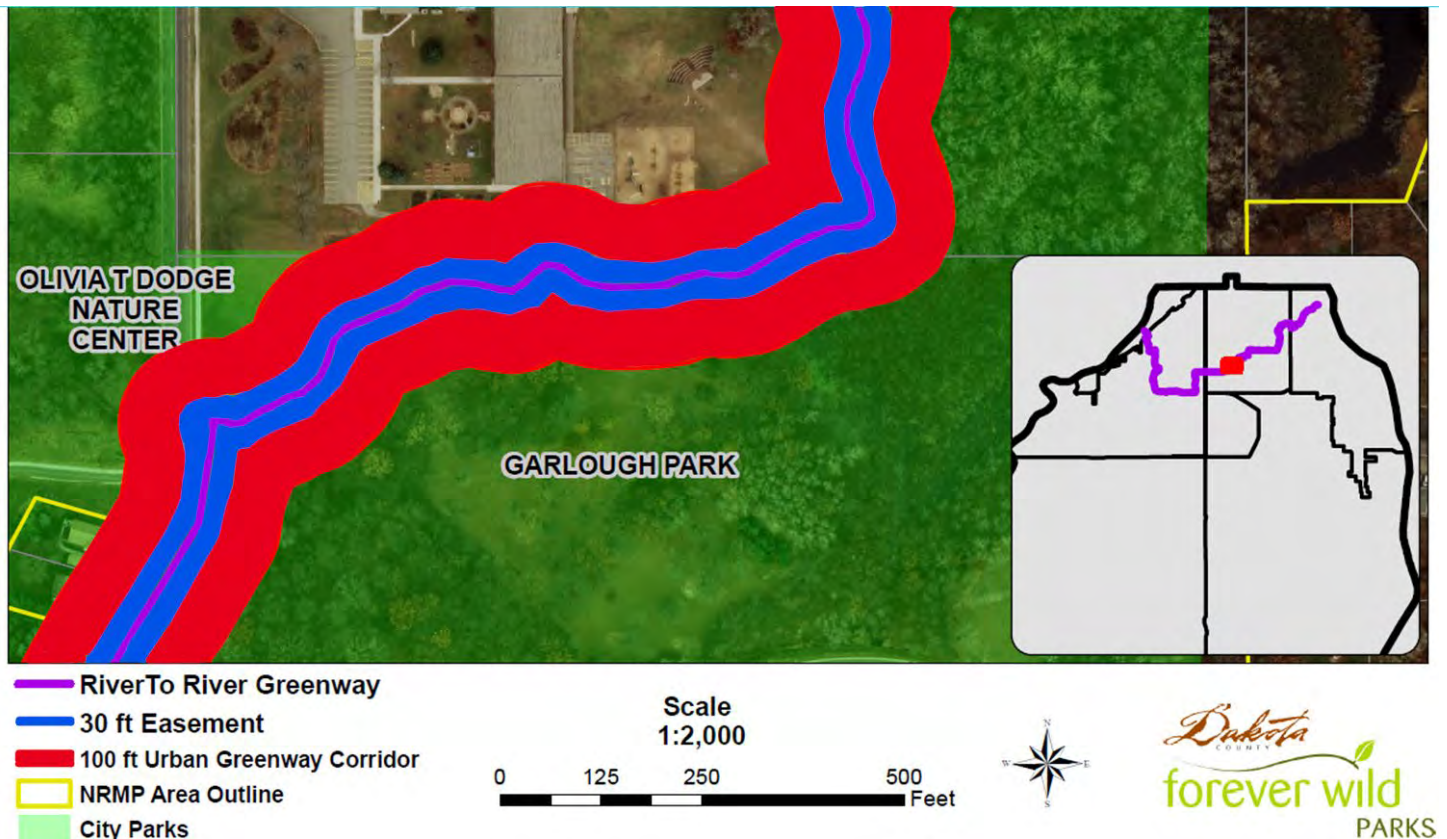 OLIVIA T DODGE
NATURE
CENTER
GARLOUGH PARK
RiverTo River Greenway
30 ft Easement
100 ft Urban Greenway Corridor
NRMP Area Outline
City Parks
Scale
1:2,000
0 125 250 500
Feet
N
W E
S
Dakota
COUNTY
forever wild
PARKS